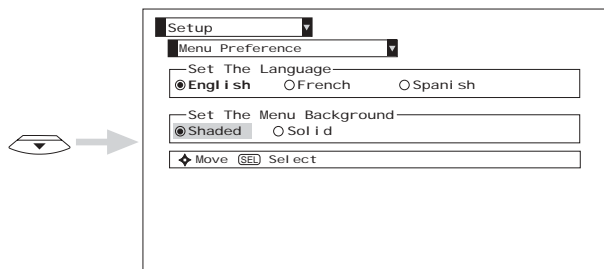 Setup
Menu Preference
Set The Language
English French Spanish
Set The Menu Background
Shaded Solid
Move SEL Select